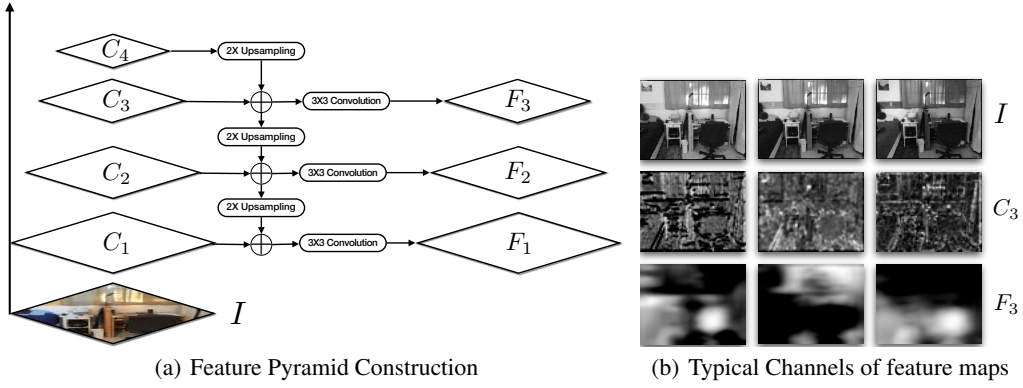 C4
2X Upsampling
C3
3X3 Convolution
F3
2X Upsampling
C2
3X3 Convolution
F2
2X Upsampling
C1
3X3 Convolution
F1
I
(a) Feature Pyramid Construction
I
C3
F3
(b) Typical Channels of feature maps